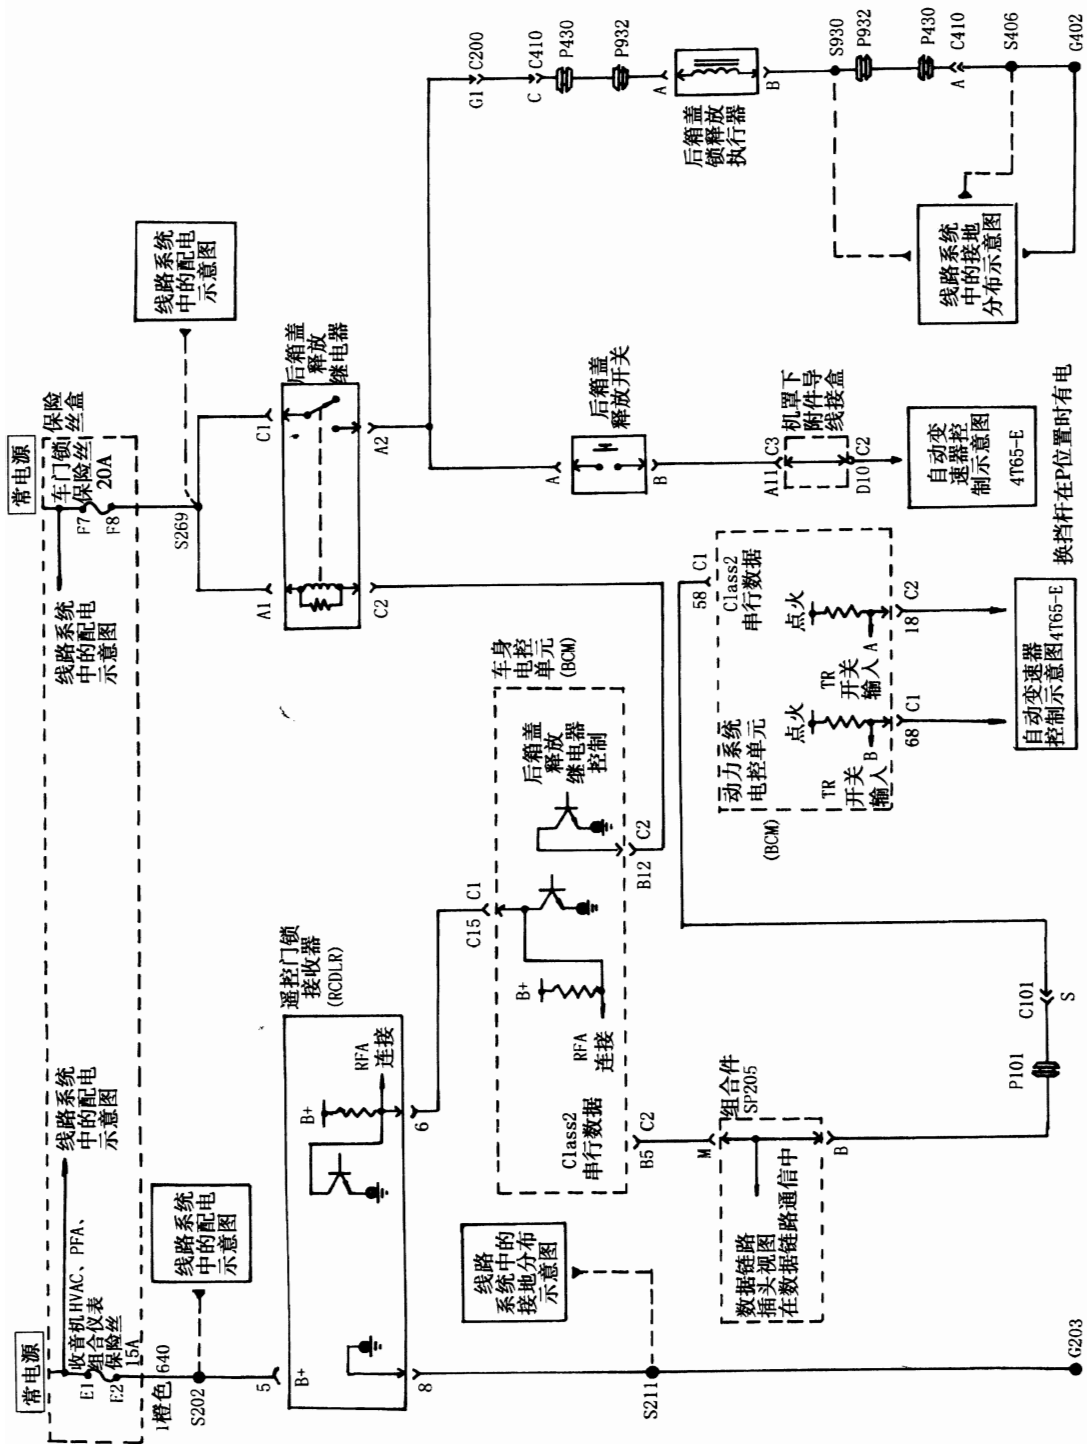 常电源
收音机HVAC、PFA、
组合仪表
保险丝
15A
E1
E2
线路系统
中的配电
示意图
1橙色 640
S202
线路系统
中的配电
示意图
5
B+
8
遥控门锁
接收器
(RCDLR)
B+
RFA
连接
6
线路
系统中的
接地分布
示意图
S211
G203
常电源
车门锁
保险丝
20A
保险
丝盒
F7
F8
线路系统
中的配电
示意图
S269
线路系统
中的配电
示意图
A1
C1
后箱盖
释放
继电器
C2
A2
车身
电控
单元
(BCM)
C15
C1
B+
RFA
连接
后箱盖
释放
继电器
控制
B12
C2
Class2
串行数据
B5
C2
M
组合件
SP205
B
数据链路
插头视图
在数据链路通信中
P101
C101
S
58
C1
Class2
串行数据
动力系统
电控单元
(BCM)
点火
TR
开关
输入 B
68
C1
点火
TR
开关
输入 A
18
C2
自动变速器
控制示意图4T65-E
A
后箱盖
释放开关
B
A11
C3
机罩下
附件导
线接盒
D10
C2
自动变
速器控
制示意图
4T65-E
换挡杆在P位置时有电
G1
C200
C
C410
P430
P932
A
后箱盖
锁释放
执行器
B
S930
P932
P430
C410
A
S406
G402
线路系统
中的接地
分布示意图